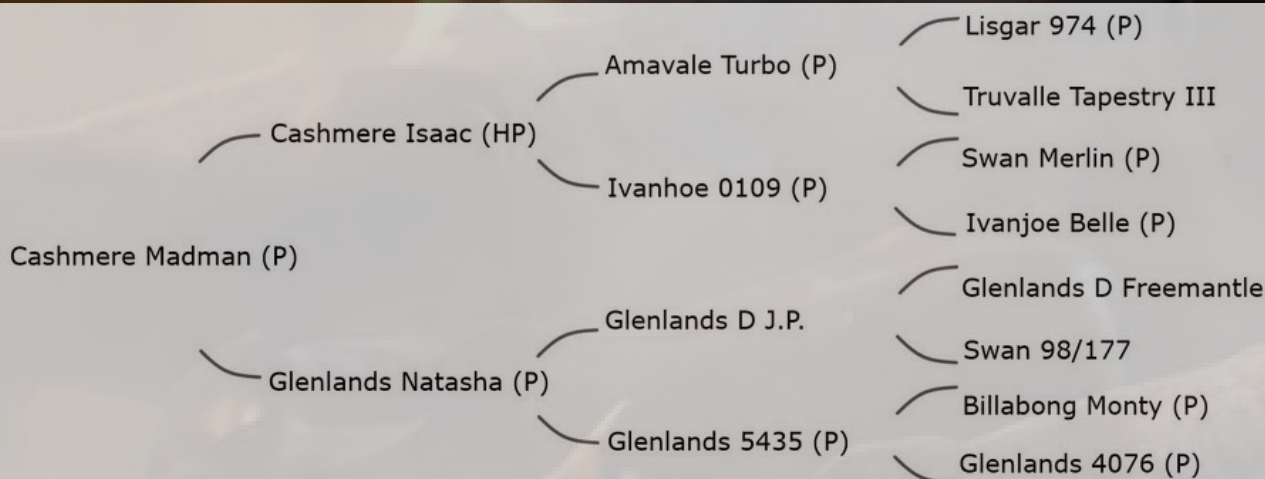 Lisgar 974 (P)
Amavale Turbo (P)
Truvalle Tapestry III
Cashmere Isaac (HP)
Swan Merlin (P)
Ivanhoe 0109 (P)
Ivanjoe Belle (P)
Cashmere Madman (P)
Glenlands D Freemantle
Glenlands D J.P.
Swan 98/177
Glenlands Natasha (P)
Billabong Monty (P)
Glenlands 5435 (P)
Glenlands 4076 (P)